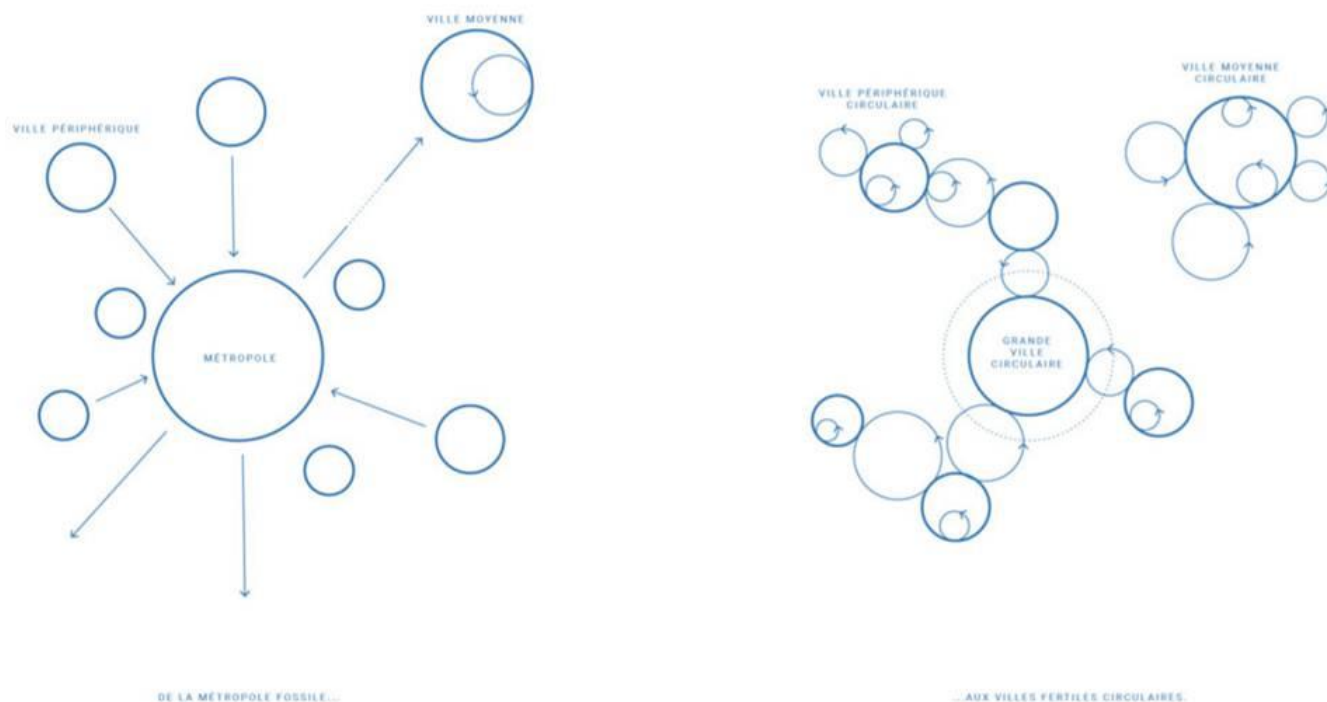 VILLE MOYENNE
VILLE PÉRIPHÉRIQUE
MÉTROPOLE
DE LA MÉTROPOLE FOSSILE...
VILLE PÉRIPHÉRIQUE
CIRCULAIRE
VILLE MOYENNE
CIRCULAIRE
GRANDE
VILLE
CIRCULAIRE
...AUX VILLES FERTILES CIRCULAIRES.